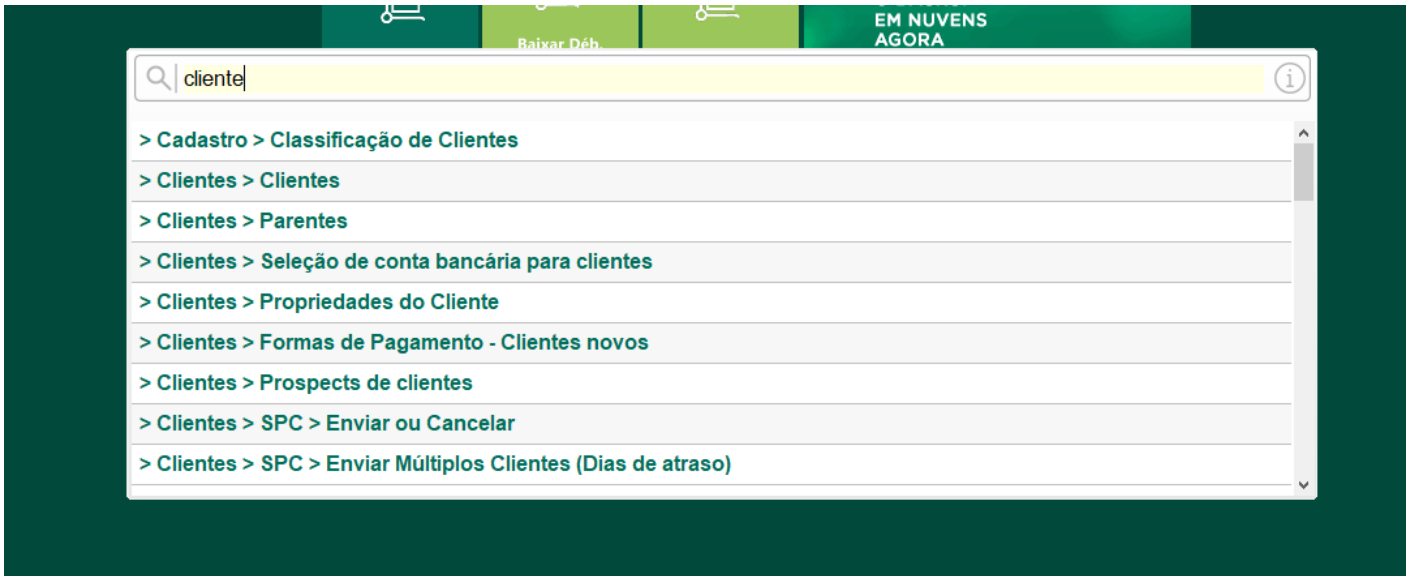 EM NUVENS
AGORA
Baixar Déb.
cliente
> Cadastro > Classificação de Clientes
> Clientes > Clientes
> Clientes > Parentes
> Clientes > Seleção de conta bancária para clientes
> Clientes > Propriedades do Cliente
> Clientes > Formas de Pagamento - Clientes novos
> Clientes > Prospects de clientes
> Clientes > SPC > Enviar ou Cancelar
> Clientes > SPC > Enviar Múltiplos Clientes (Dias de atraso)